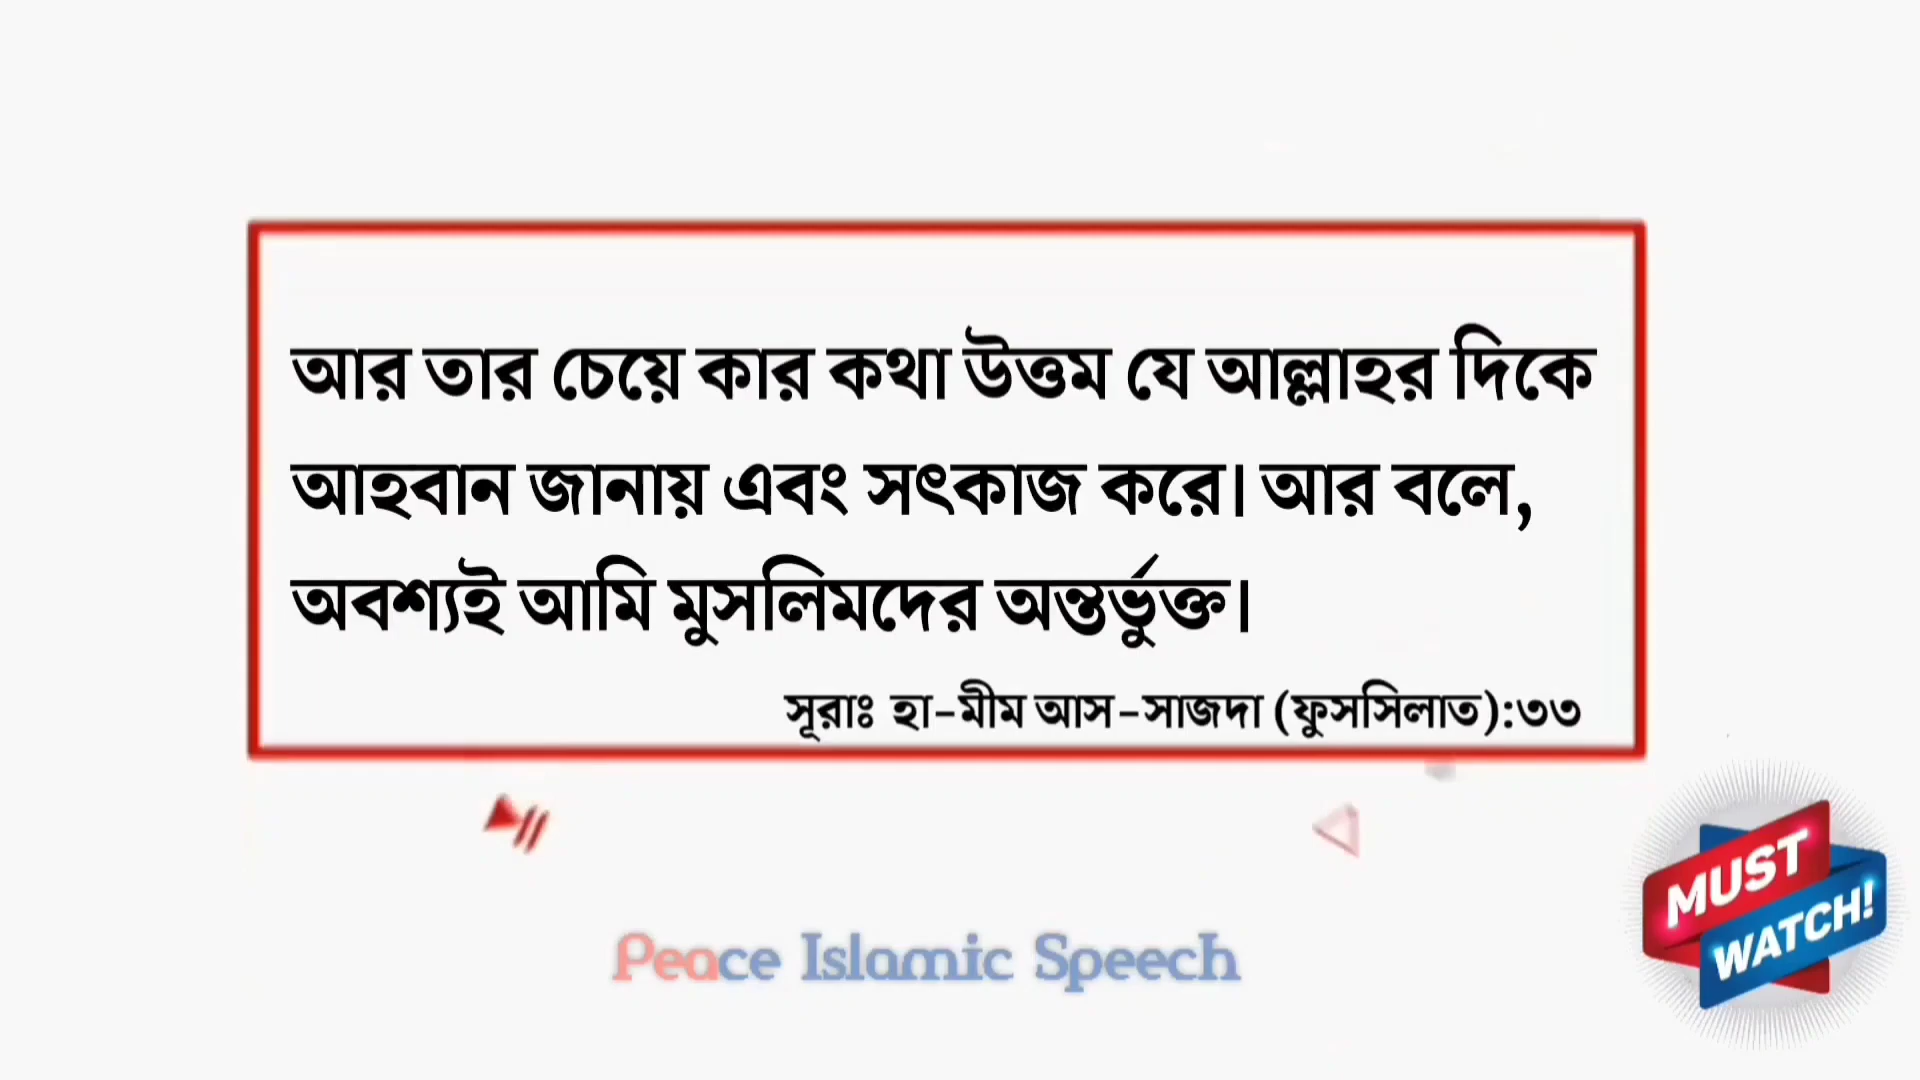 আর তার চেয়ে কার কথা উত্তম যে আল্লাহর দিকে
আহবান জানায় এবং সৎকাজ করে। আর বলে,
অবশ্যই আমি মুসলিমদের অন্তর্ভুক্ত।
সূরাঃ হা-মীম আস-সাজদা (ফুসসিলাত):৩৩
MUST
WATCH!
Peace Islamic Speech